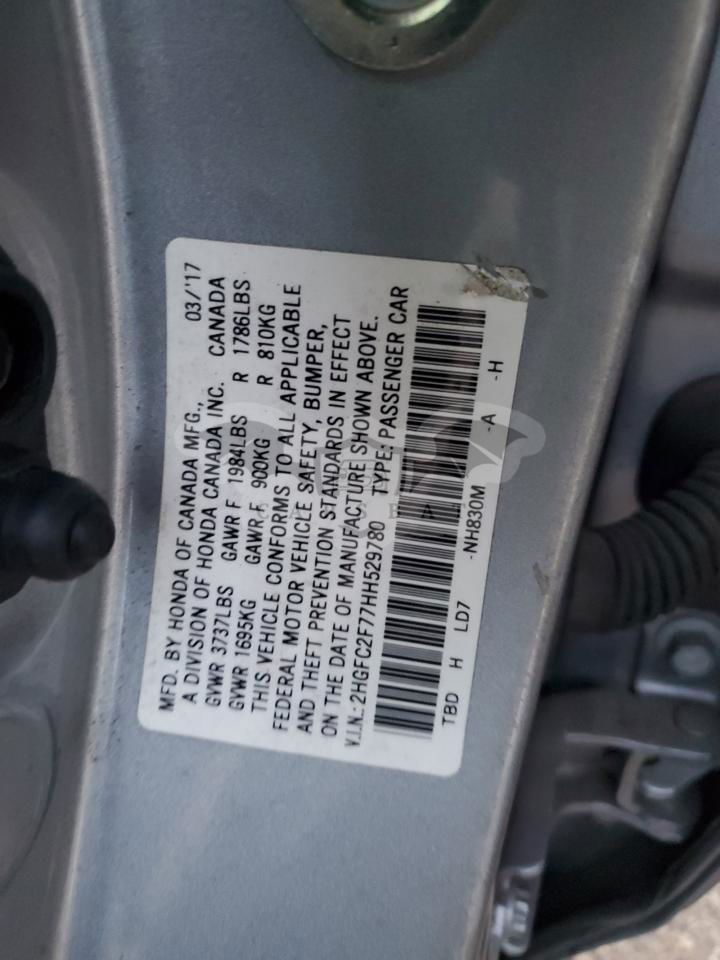 MFD. BY HONDA OF CANADA MFG., 03/'17
A DIVISION OF HONDA CANADA INC. CANADA
GVWR 3737LBS GAWR F 1984LBS R 1786LBS
GVWR 1695KG GAWR F 900KG R 810KG
THIS VEHICLE CONFORMS TO ALL APPLICABLE
FEDERAL MOTOR VEHICLE SAFETY, BUMPER,
AND THEFT PREVENTION STANDARDS IN EFFECT
ON THE DATE OF MANUFACTURE SHOWN ABOVE.
V.I.N.: 2HGFC2F77HH529780 TYPE: PASSENGER CAR
TBD H LD7 -NH830M -A -H